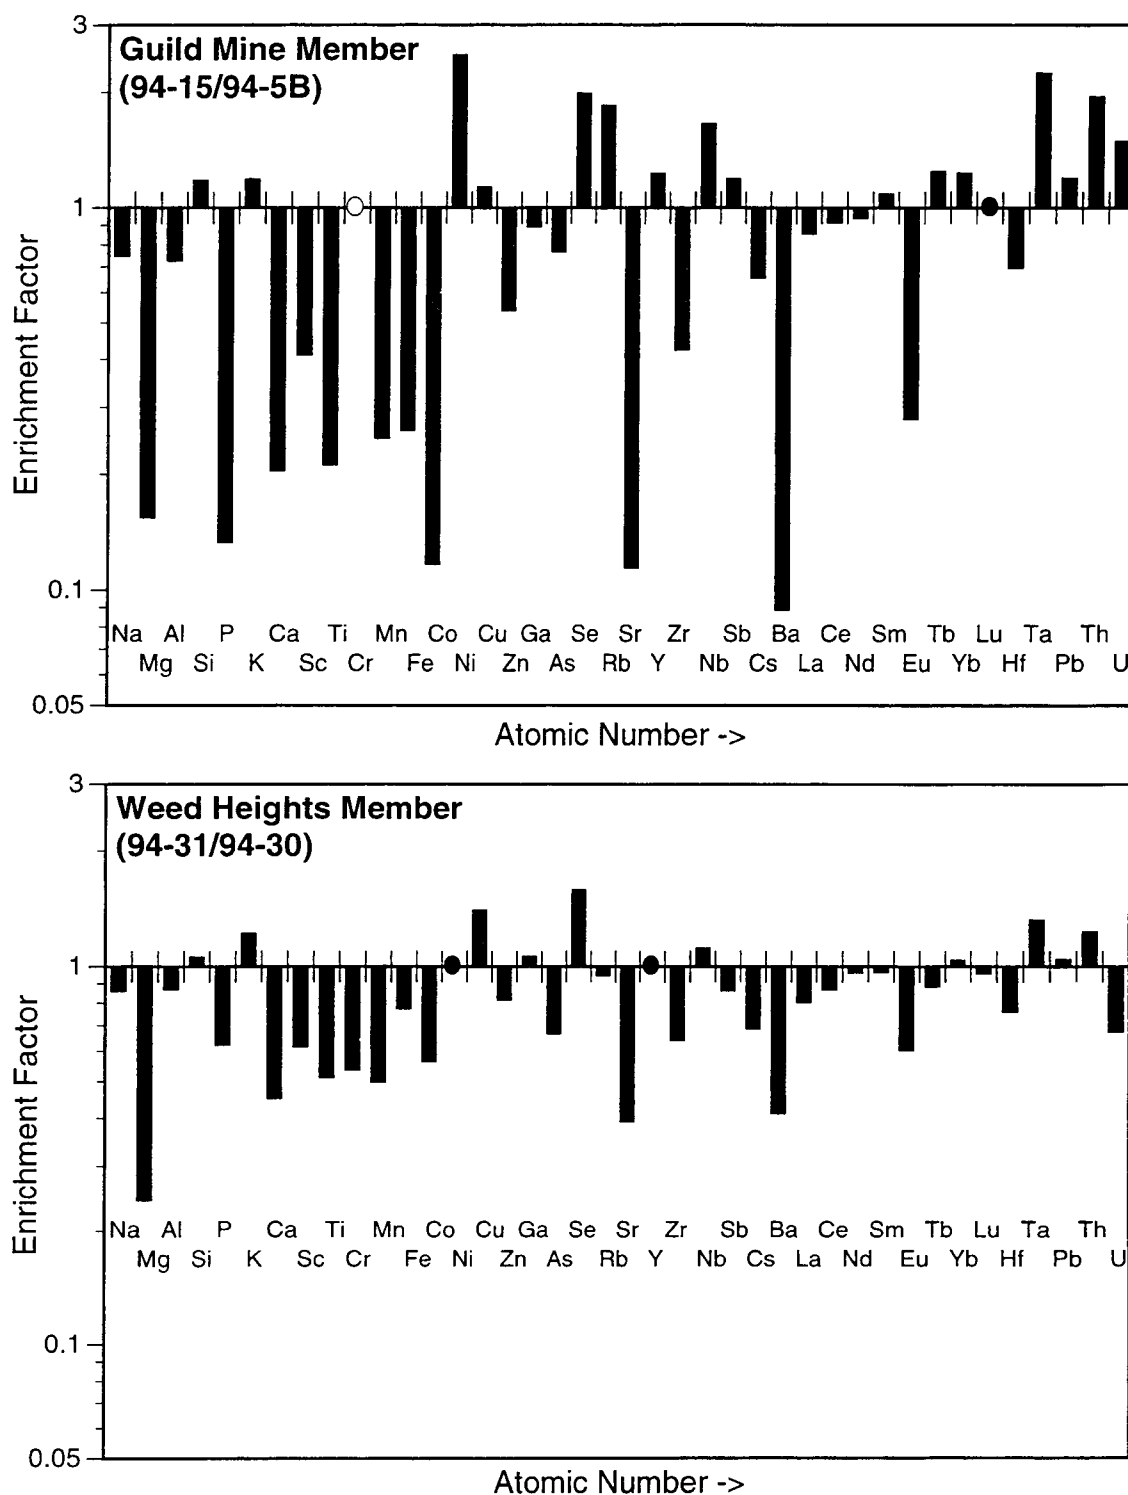 3
Guild Mine Member
(94-15/94-5B)
1
Enrichment Factor
0.1
Na Al P Ca Ti Mn Co Cu Ga Se Sr Zr Sb Ba Ce Sm Tb Lu Ta Th
Mg Si K Sc Cr Fe Ni Zn As Rb Y Nb Cs La Nd Eu Yb Hf Pb U
0.05
Atomic Number ->
3
Weed Heights Member
(94-31/94-30)
1
Enrichment Factor
Na Al P Ca Ti Mn Co Cu Ga Se Sr Zr Sb Ba Ce Sm Tb Lu Ta Th
Mg Si K Sc Cr Fe Ni Zn As Rb Y Nb Cs La Nd Eu Yb Hf Pb U
0.1
0.05
Atomic Number ->